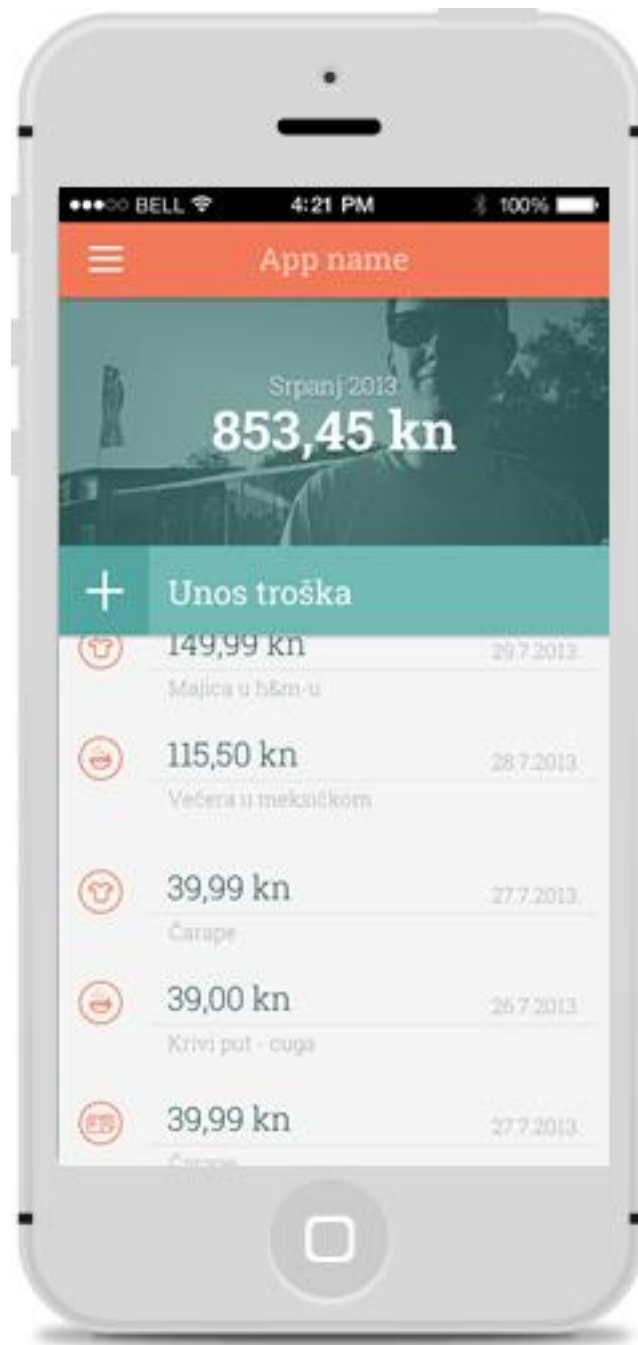 BELL 4:21 PM 100%
App name
Srpanj 2013.
853,45 kn
Unos troška
149,99 kn 29.7.2013.
Majica u h&m-u
115,50 kn 28.7.2013.
Večera u meksičkom
39,99 kn 27.7.2013.
Čarape
39,00 kn 26.7.2013.
Krivi put - cuga
39,99 kn 27.7.2013.
Čarape